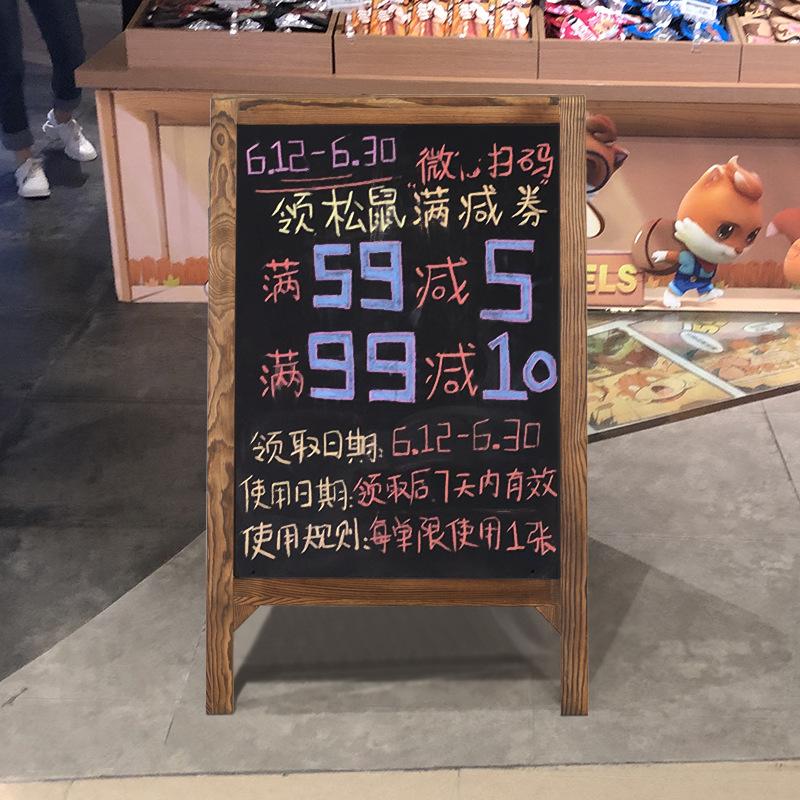 6.12-6.30 微心扫码
领松鼠"满减券"
满59减5
满99减10
领取日期:6.12-6.30
使用日期:领取后7天内有效
使用规则:每单限使用1张
ELS